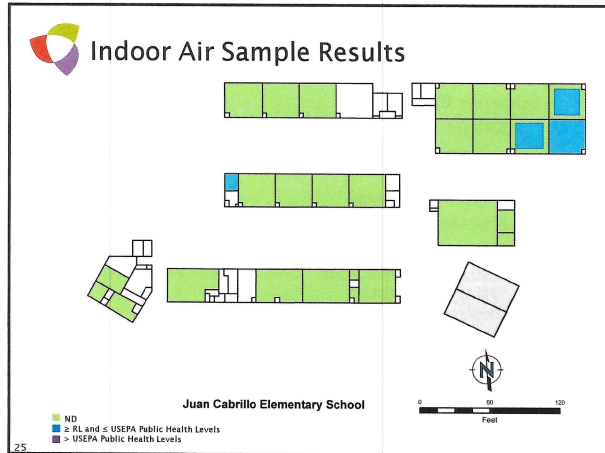 Indoor Air Sample Results
N
Juan Cabrillo Elementary School
0 60 120
Feet
ND
≥ RL and ≤ USEPA Public Health Levels
> USEPA Public Health Levels
25